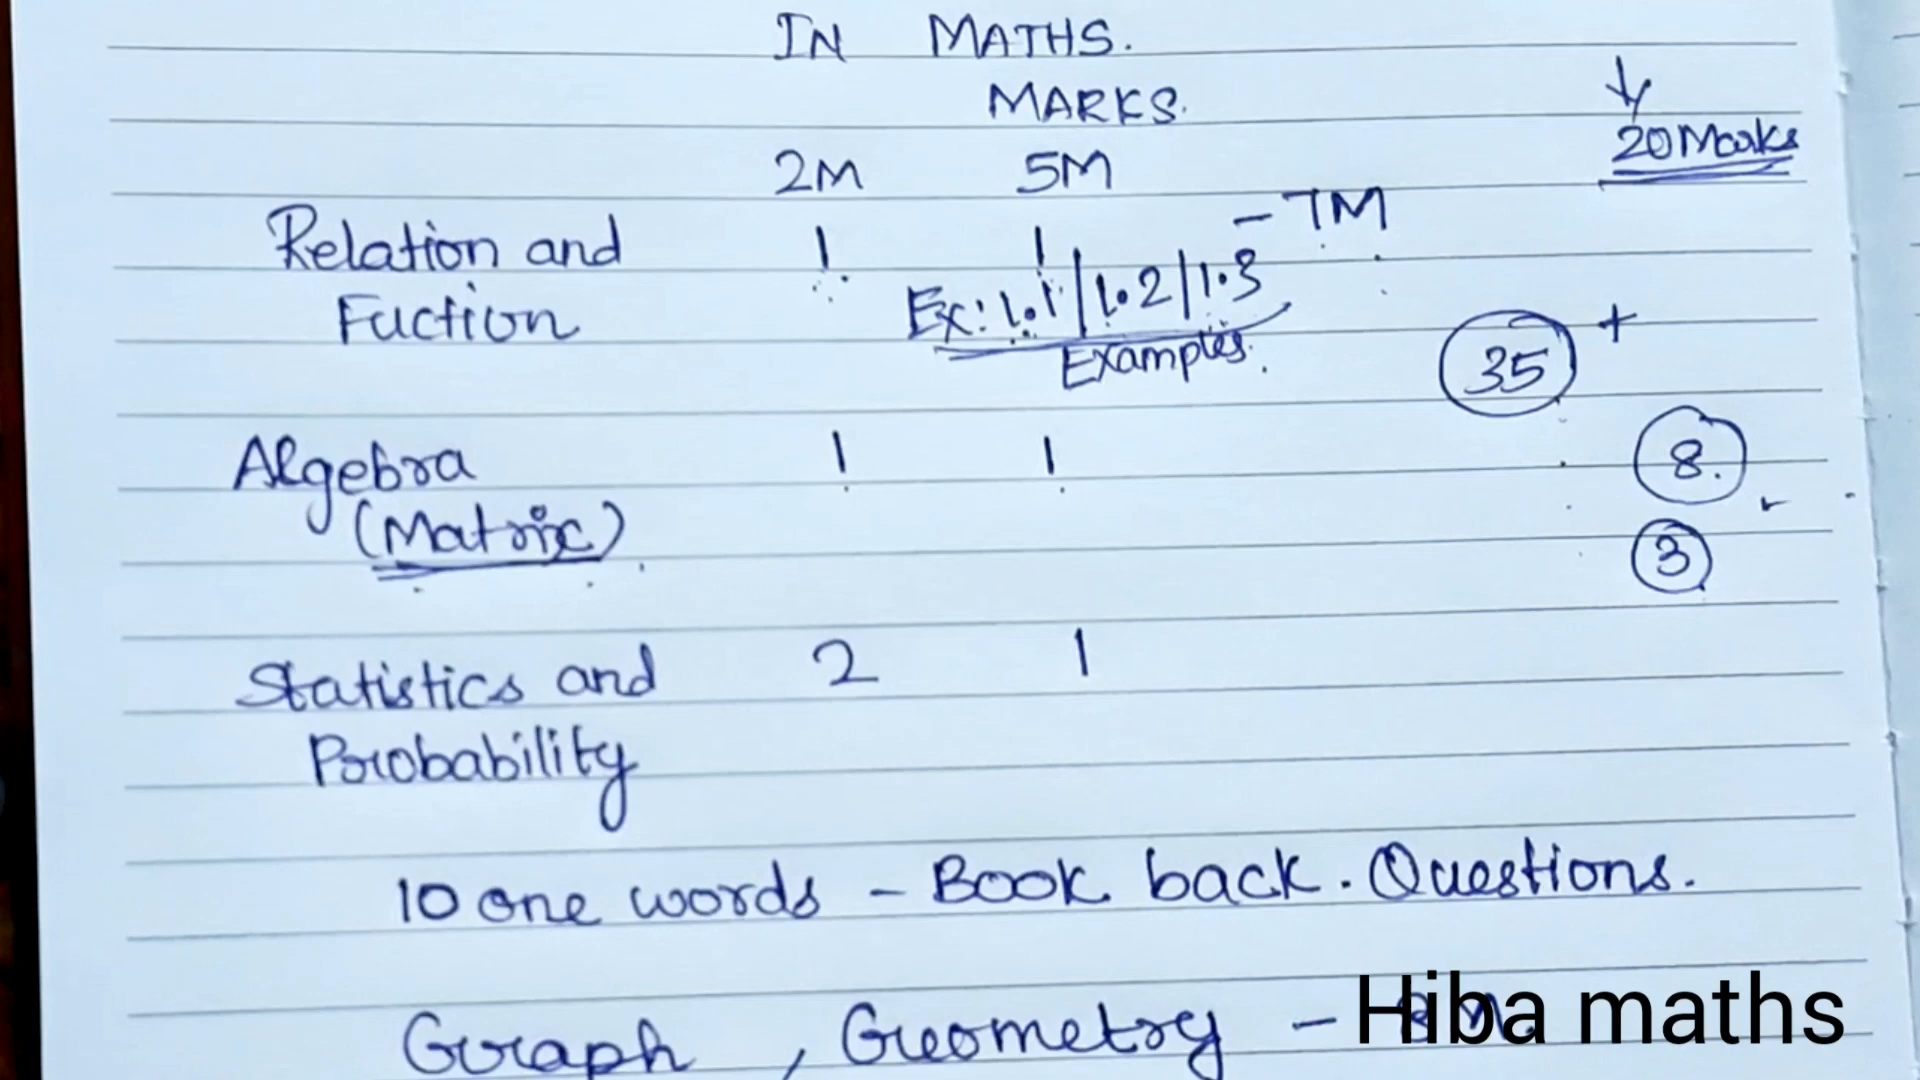 IN MATHS.
MARKS.
20 Marks
2M 5M
Relation and 1 1 - 7M
Fuction Ex: 1.1 | 1.2 | 1.3
Examples.
35 +
Algebra 1 1 8.
(Matrix) 3
Statistics and 2 1
Probability
10 one words - Book back. Questions.
Graph, Geometry - 8M.
Hiba maths